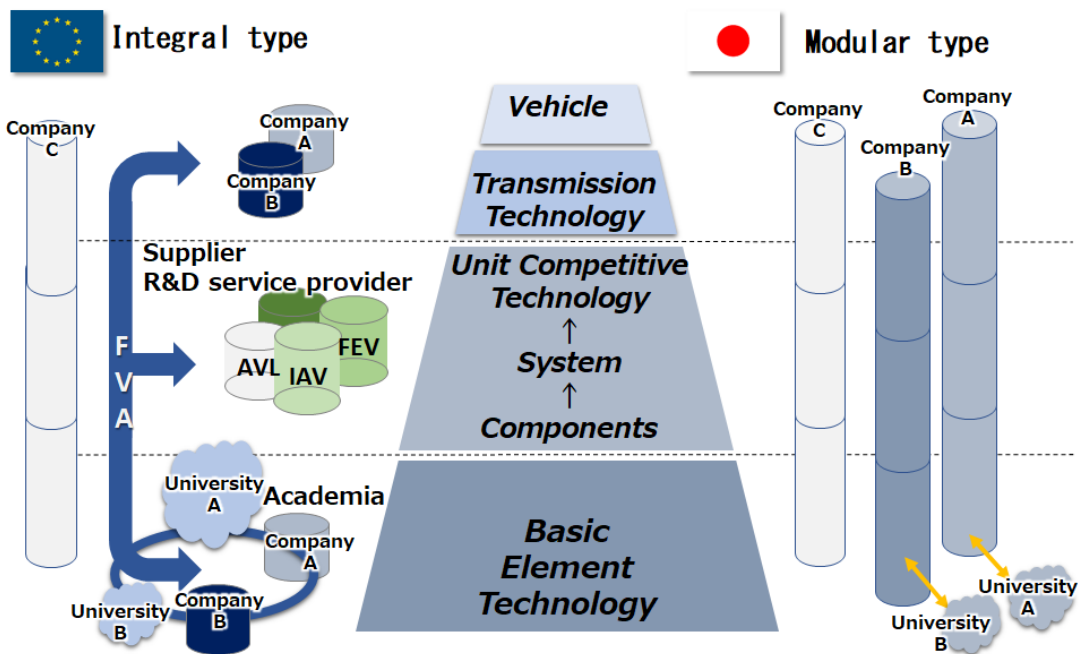 Integral type
Modular type
Company
C
Company
A
Company
B
Supplier
R&D service provider
AVL
IAV
FEV
F
V
A
University
A
Academia
Company
A
University
B
Company
B
Vehicle
Transmission
Technology
Unit Competitive
Technology
↑
System
↑
Components
Basic
Element
Technology
Company
C
Company
B
Company
A
University
A
University
B